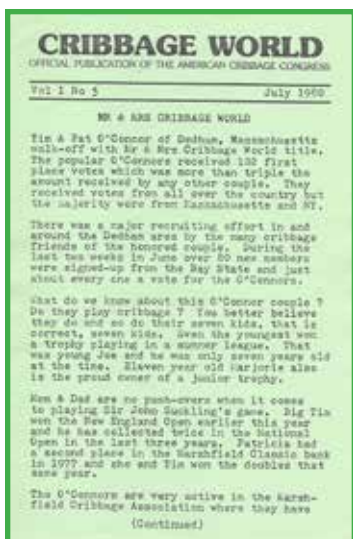 CRIBBAGE WORLD
OFFICIAL PUBLICATION OF THE AMERICAN CRIBBAGE CONGRESS
Vol I No 5 July 1980
MR & MRS CRIBBAGE WORLD
Tim & Pat O'Connor of Dedham, Massachusetts
walk-off with Mr & Mrs Cribbage World title.
The popular O'Connors received 132 first
place votes which was more than triple the
amount received by any other couple. They
received votes from all over the country but
the majority were from Massachusetts and NY.
There was a major recruiting effort in and
around the Dedham area by the many cribbage
friends of the honored couple. During the
last two weeks in June over 80 new members
were signed-up from the Bay State and just
about every one a vote for the O'Connors.
What do we know about this O'Connor couple ?
Do they play cribbage ? You better believe
they do and so do their seven kids, that is
correct, seven kids. Even the youngest won
a trophy playing in a summer league. That
was young Joe and he was only seven years old
at the time. Eleven year old Marjorie also
is the proud owner of a junior trophy.
Mom & Dad are no push-overs when it comes
to playing Sir John Suckling's game. Big Tim
won the New England Open earlier this year
and he has collected twice in the National
Open in the last three years. Patricia had
a second place in the Marshfield Classic back
in 1977 and she and Tim won the doubles that
same year.
The O'Connors are very active in the Marsh-
field Cribbage Association where they have
(Continued)